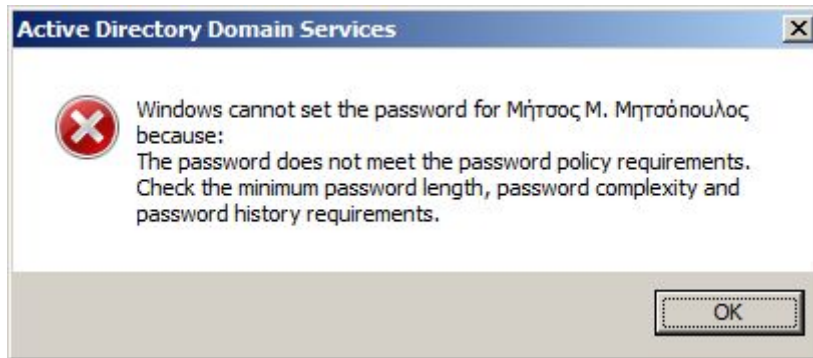 Active Directory Domain Services
Windows cannot set the password for Μήτσος Μ. Μητσόπουλος
because:
The password does not meet the password policy requirements.
Check the minimum password length, password complexity and
password history requirements.
OK